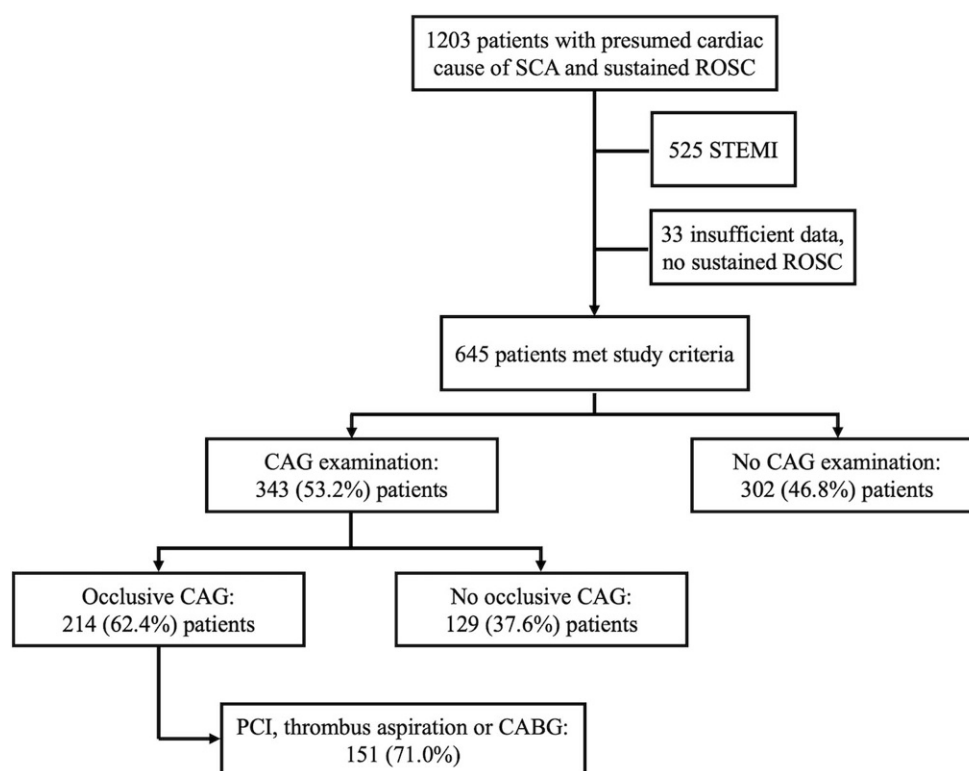 1203 patients with presumed cardiac
cause of SCA and sustained ROSC
525 STEMI
33 insufficient data,
no sustained ROSC
645 patients met study criteria
CAG examination:
343 (53.2%) patients
No CAG examination:
302 (46.8%) patients
Occlusive CAG:
214 (62.4%) patients
No occlusive CAG:
129 (37.6%) patients
PCI, thrombus aspiration or CABG:
151 (71.0%)